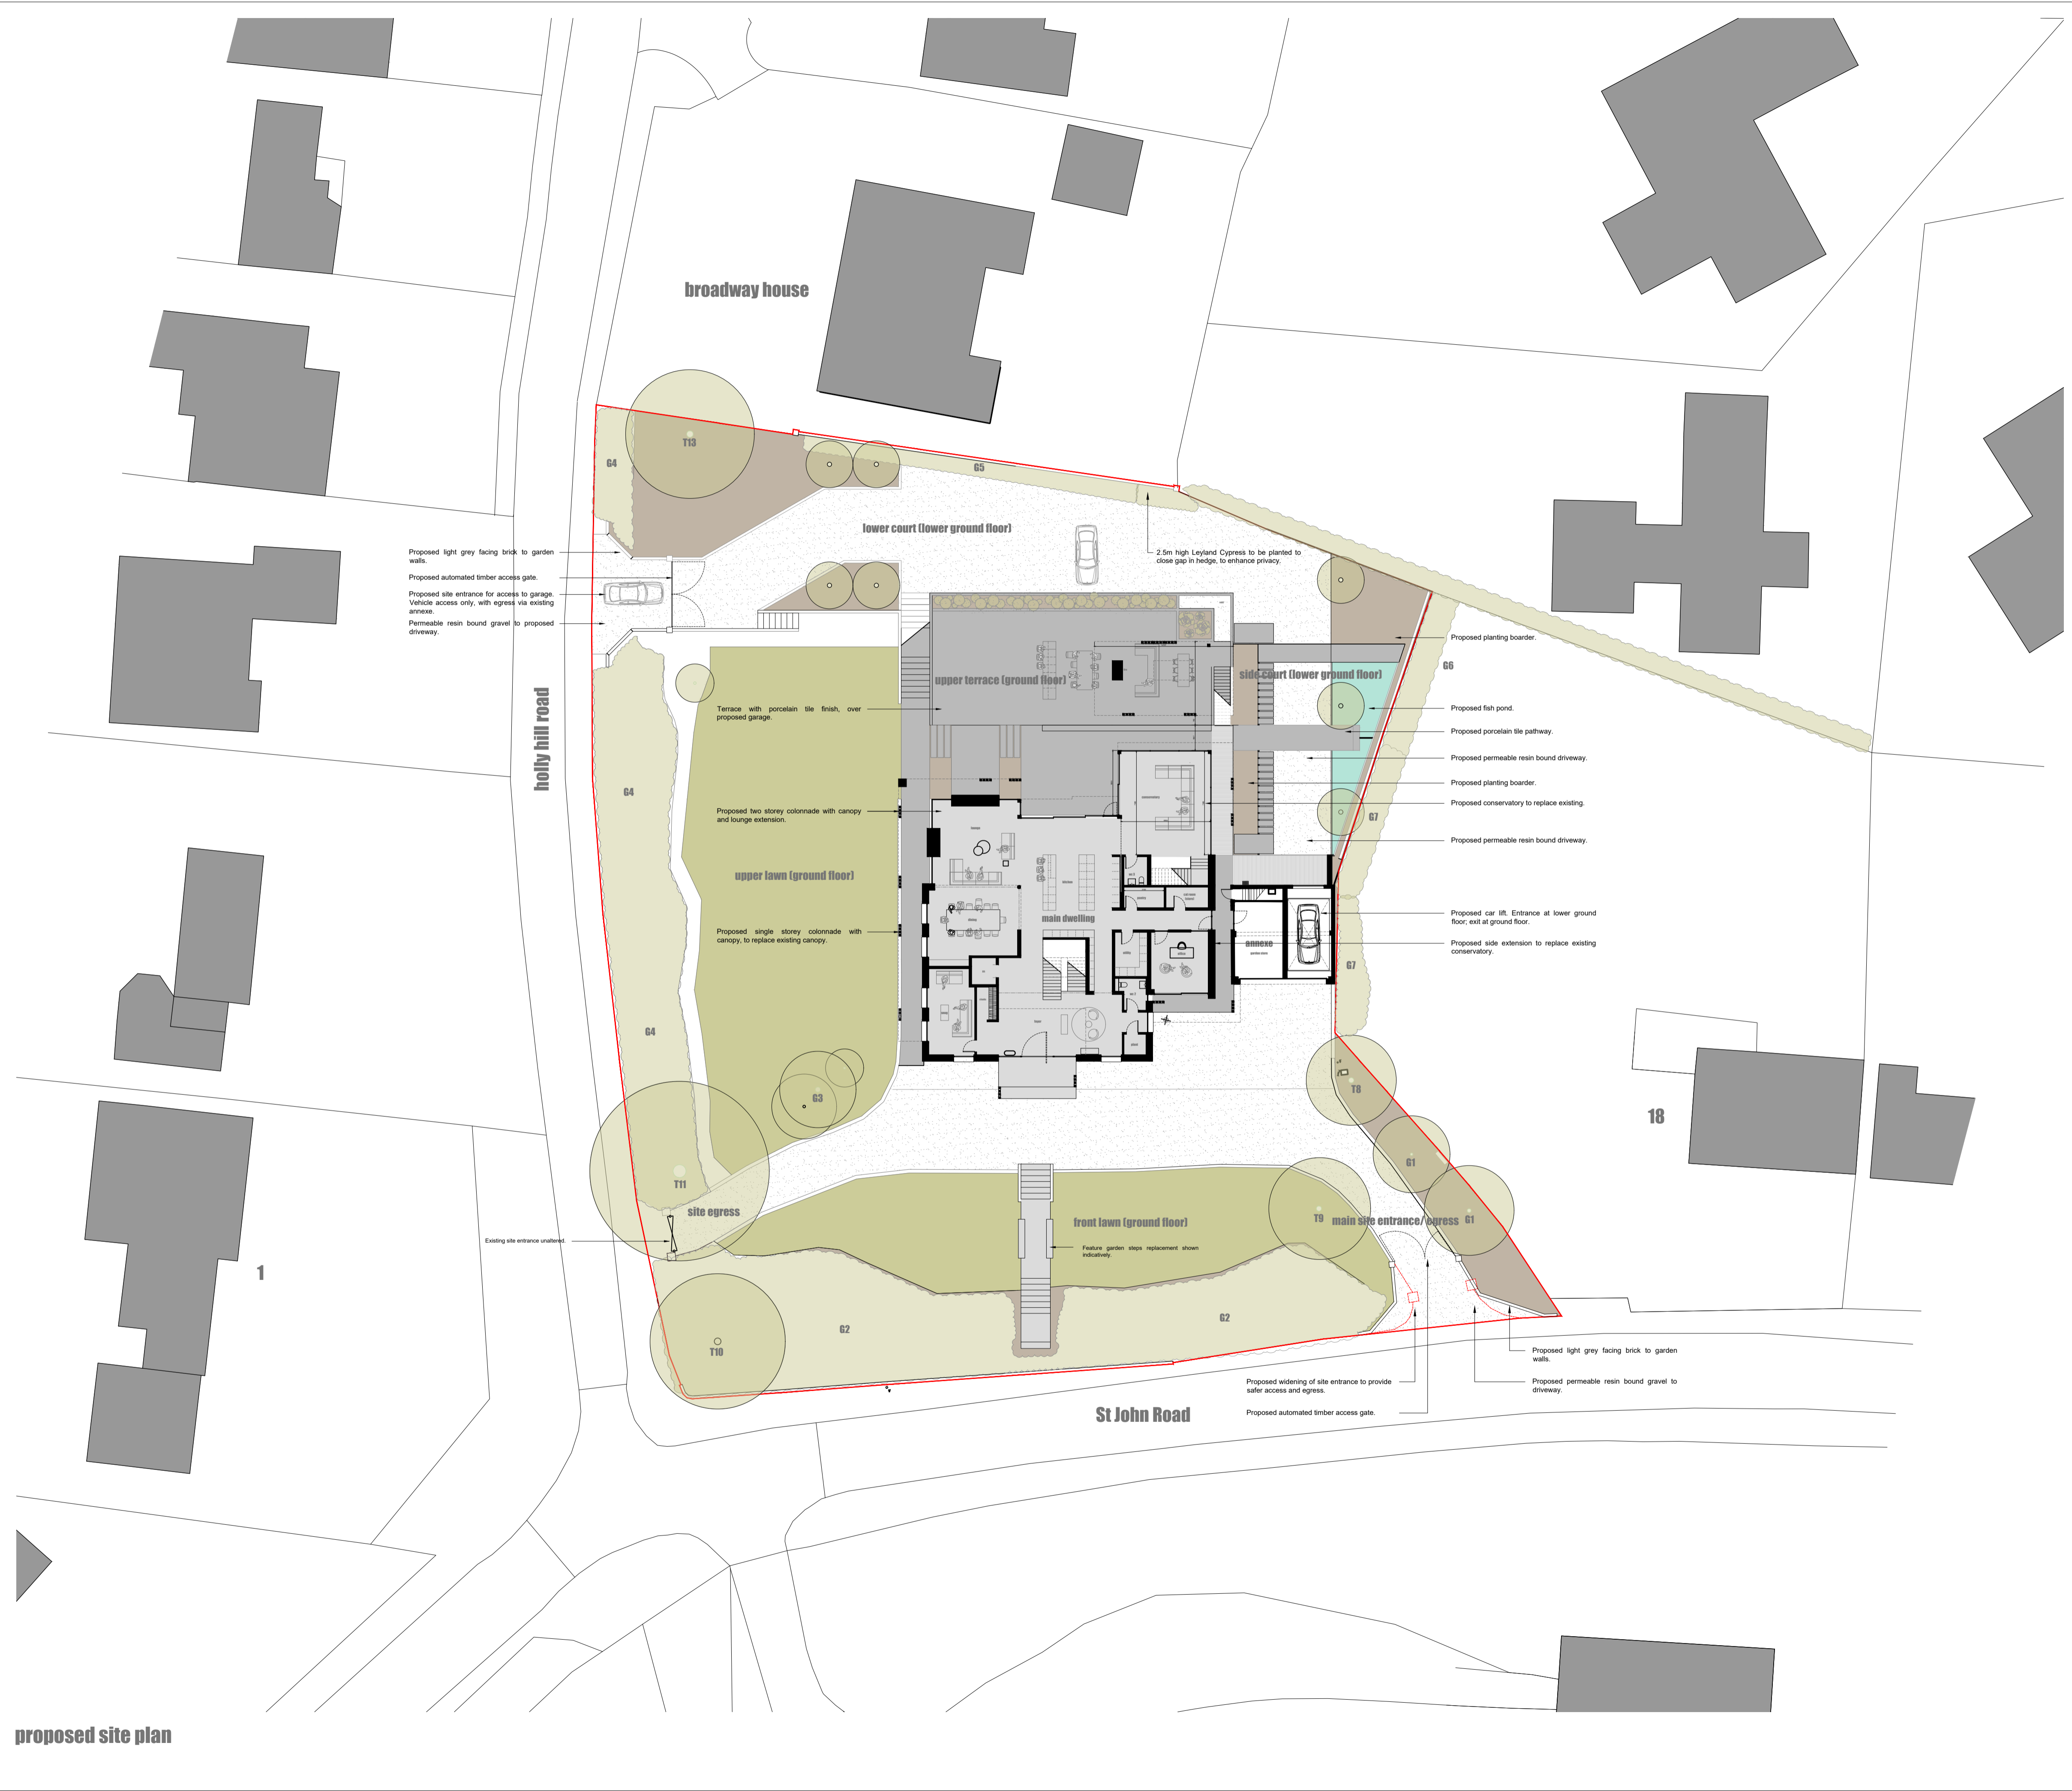 broadway house
T13
G4
G5
lower court (lower ground floor)
Proposed light grey facing brick to garden
walls.
Proposed automated timber access gate.
Proposed site entrance for access to garage.
Vehicle access only, with egress via existing
annexe.
Permeable resin bound gravel to proposed
driveway.
2.5m high Leyland Cypress to be planted to
close gap in hedge, to enhance privacy.
Proposed planting boarder.
G6
upper terrace (ground floor)
side court (lower ground floor)
Terrace with porcelain tile finish, over
proposed garage.
Proposed fish pond.
Proposed porcelain tile pathway.
holly hill road
Proposed permeable resin bound driveway.
G4
Proposed planting boarder.
Proposed conservatory to replace existing.
Proposed two storey colonnade with canopy
and lounge extension.
G7
Proposed permeable resin bound driveway.
upper lawn (ground floor)
kitchen
main dwelling
dining
Proposed single storey colonnade with
canopy, to replace existing canopy.
Proposed car lift. Entrance at lower ground
floor; exit at ground floor.
annexe
Proposed side extension to replace existing
conservatory.
office
G7
G4
G3
T8
18
G1
T11
site egress
front lawn (ground floor)
T9
main site entrance/ egress
G1
Existing site entrance unaltered.
Feature garden steps replacement shown
indicatively.
1
G2
G2
T10
Proposed light grey facing brick to garden
walls.
Proposed widening of site entrance to provide
safer access and egress.
Proposed permeable resin bound gravel to
driveway.
St John Road
Proposed automated timber access gate.
proposed site plan